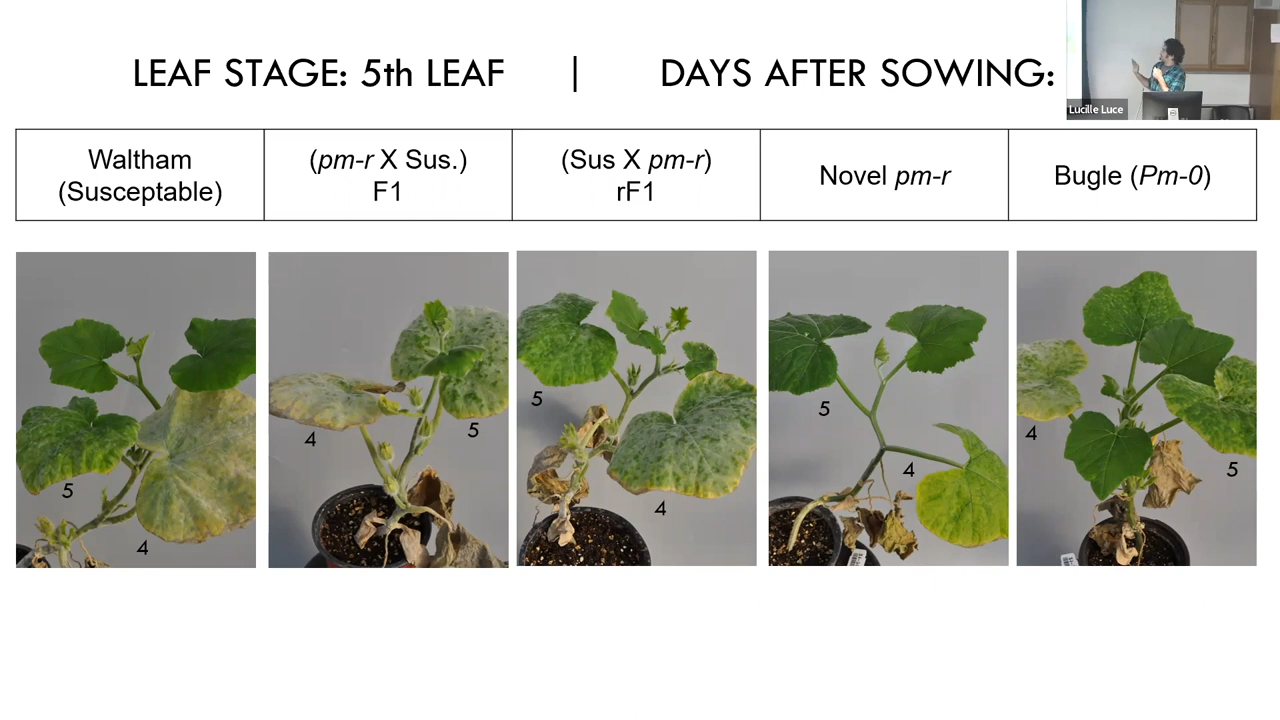 LEAF STAGE: 5th LEAF | DAYS AFTER SOWING:
Lucille Luce
Waltham
(Susceptable)
(pm-r X Sus.)
F1
(Sus X pm-r)
rF1
Novel pm-r
Bugle (Pm-0)
5
4
4
5
5
4
5
4
4
5